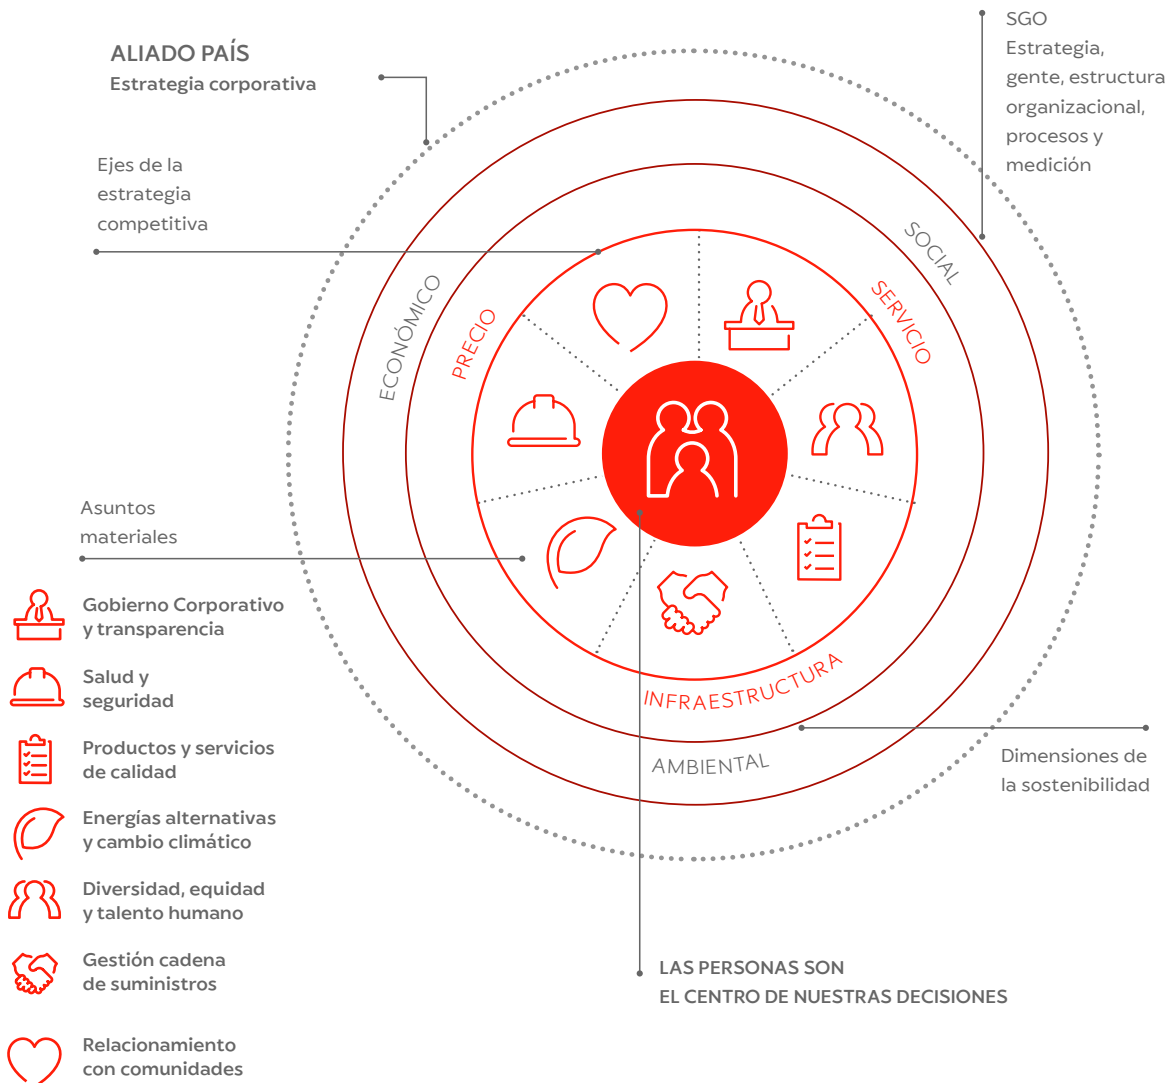 ALIADO PAÍS
Estrategia corporativa
SGO
Estrategia,
gente, estructura
organizacional,
procesos y
medición
Ejes de la
estrategia
competitiva
ECONÓMICO
SOCIAL
PRECIO
SERVICIO
INFRAESTRUCTURA
AMBIENTAL
Asuntos
materiales
Gobierno Corporativo
y transparencia
Salud y
seguridad
Productos y servicios
de calidad
Energías alternativas
y cambio climático
Diversidad, equidad
y talento humano
Gestión cadena
de suministros
Relacionamiento
con comunidades
Dimensiones de
la sostenibilidad
LAS PERSONAS SON
EL CENTRO DE NUESTRAS DECISIONES